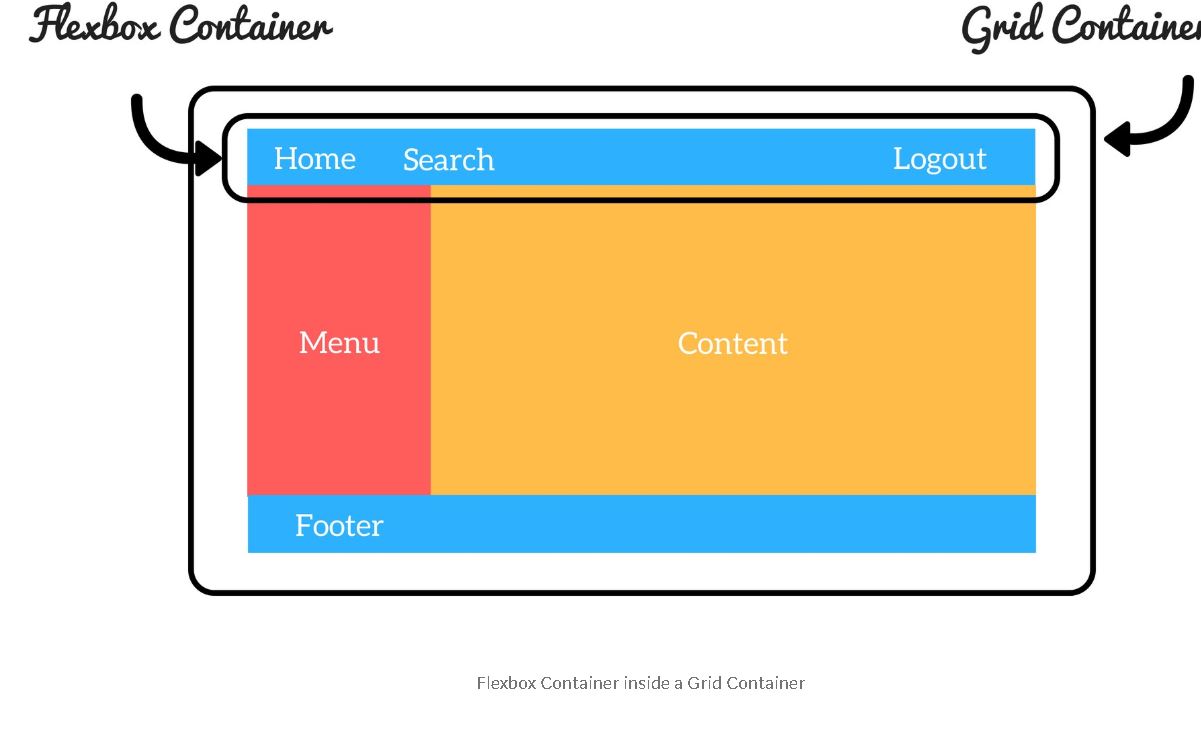 Flexbox Container
Grid Container
Home Search Logout
Menu
Content
Footer
Flexbox Container inside a Grid Container